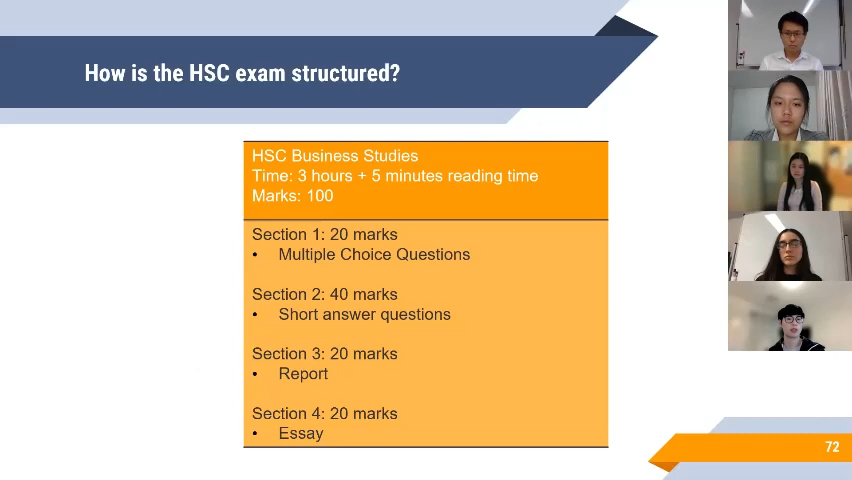 How is the HSC exam structured?
HSC Business Studies
Time: 3 hours + 5 minutes reading time
Marks: 100
Section 1: 20 marks
• Multiple Choice Questions
Section 2: 40 marks
• Short answer questions
Section 3: 20 marks
• Report
Section 4: 20 marks
• Essay
72